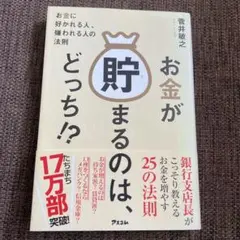 お金に
好かれる人、
嫌われる人の
法則
菅井敏之
お金が
貯
まるのは、
どっち!?
銀行支店長が
こっそり教える
お金を増やす
25の法則
たちまち
17万部
突破!
アスコム